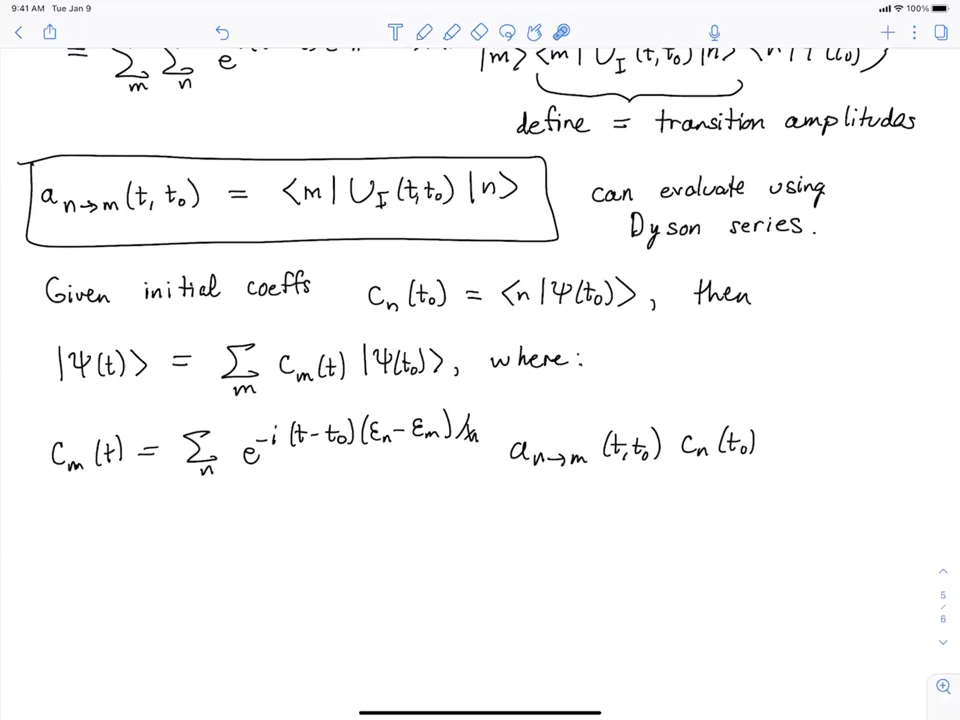 9:41 AM Tue Jan 9
100%
= Σ_m Σ_n e |m⟩ ⟨m| U_I (t,t₀) |n⟩
define = transition amplitudes
a_{n→m}(t, t₀) = ⟨m| U_I (t,t₀) |n⟩
can evaluate using
Dyson series.
Given initial coeffs c_n(t₀) = ⟨n|Ψ(t₀)⟩, then
|Ψ(t)⟩ = Σ_m c_m(t) |Ψ(t₀)⟩, where:
c_m(t) = Σ_n e^{-i (t-t₀)(ε_n - ε_m)/ħ} a_{n→m} (t,t₀) c_n(t₀)
5
/
6